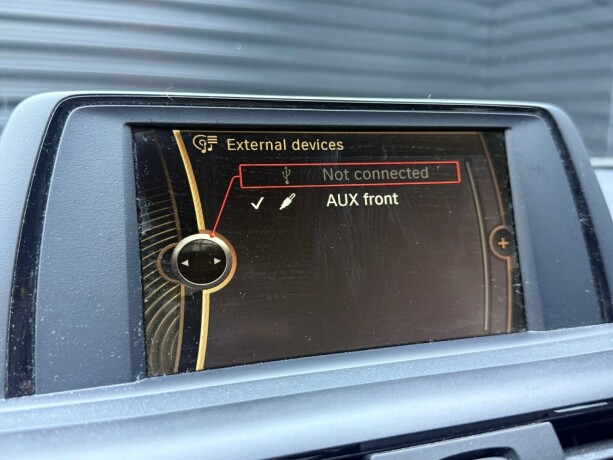 External devices
Not connected
AUX front